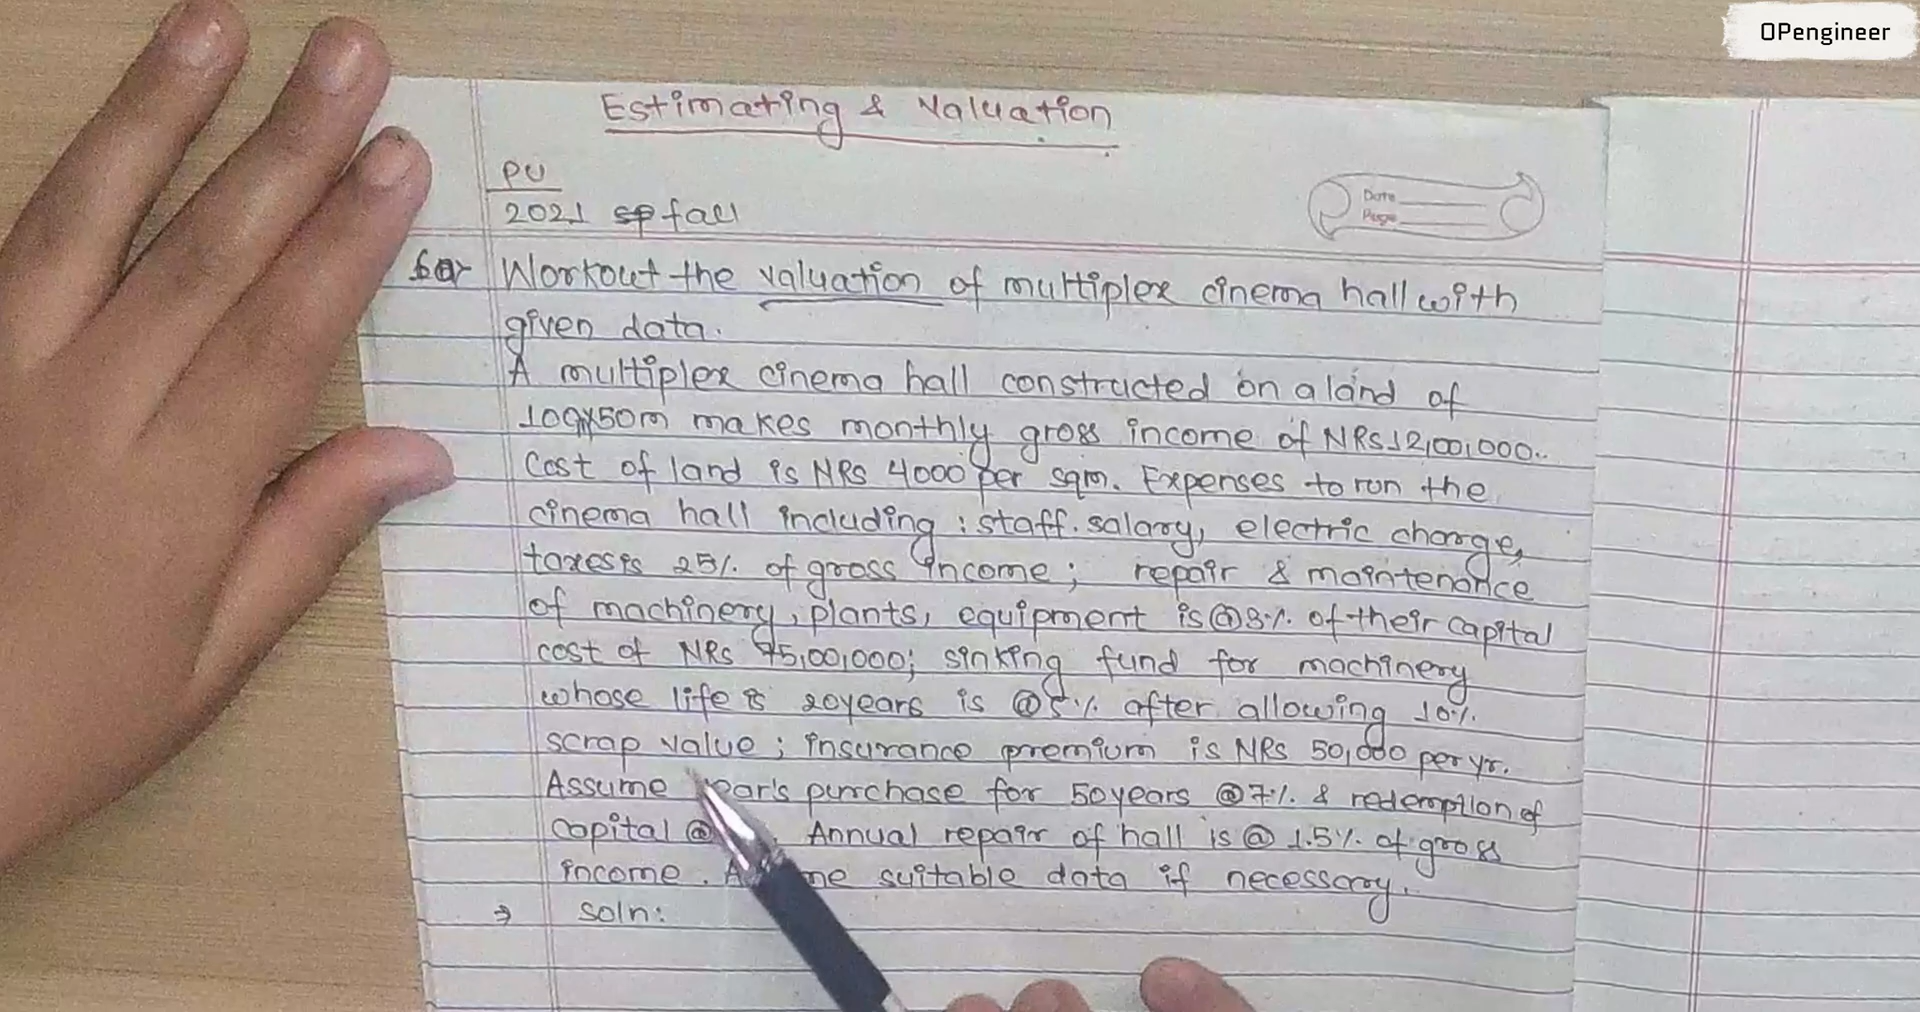 OPengineer
Estimating & Valuation
PU
2021 fall
Date
Page
6a> Workout the valuation of multiplex cinema hall with
given data.
A multiplex cinema hall constructed on a land of
100x50m makes monthly gross income of NRs 12,00,000.
Cost of land is NRs 4000 per sqm. Expenses to run the
cinema hall including : staff salary, electric charge,
taxes is 25% of gross income; repair & maintenance
of machinery, plants, equipment is @ 3% of their capital
cost of NRs 75,00,000; sinking fund for machinery
whose life is 20years is @5% after allowing 10%
scrap value; insurance premium is NRs 50,000 per yr.
Assume year's purchase for 50years @7% & redemption of
capital @ Annual repair of hall is @ 1.5% of gross
income. suitable data if necessary.
⇒ soln: